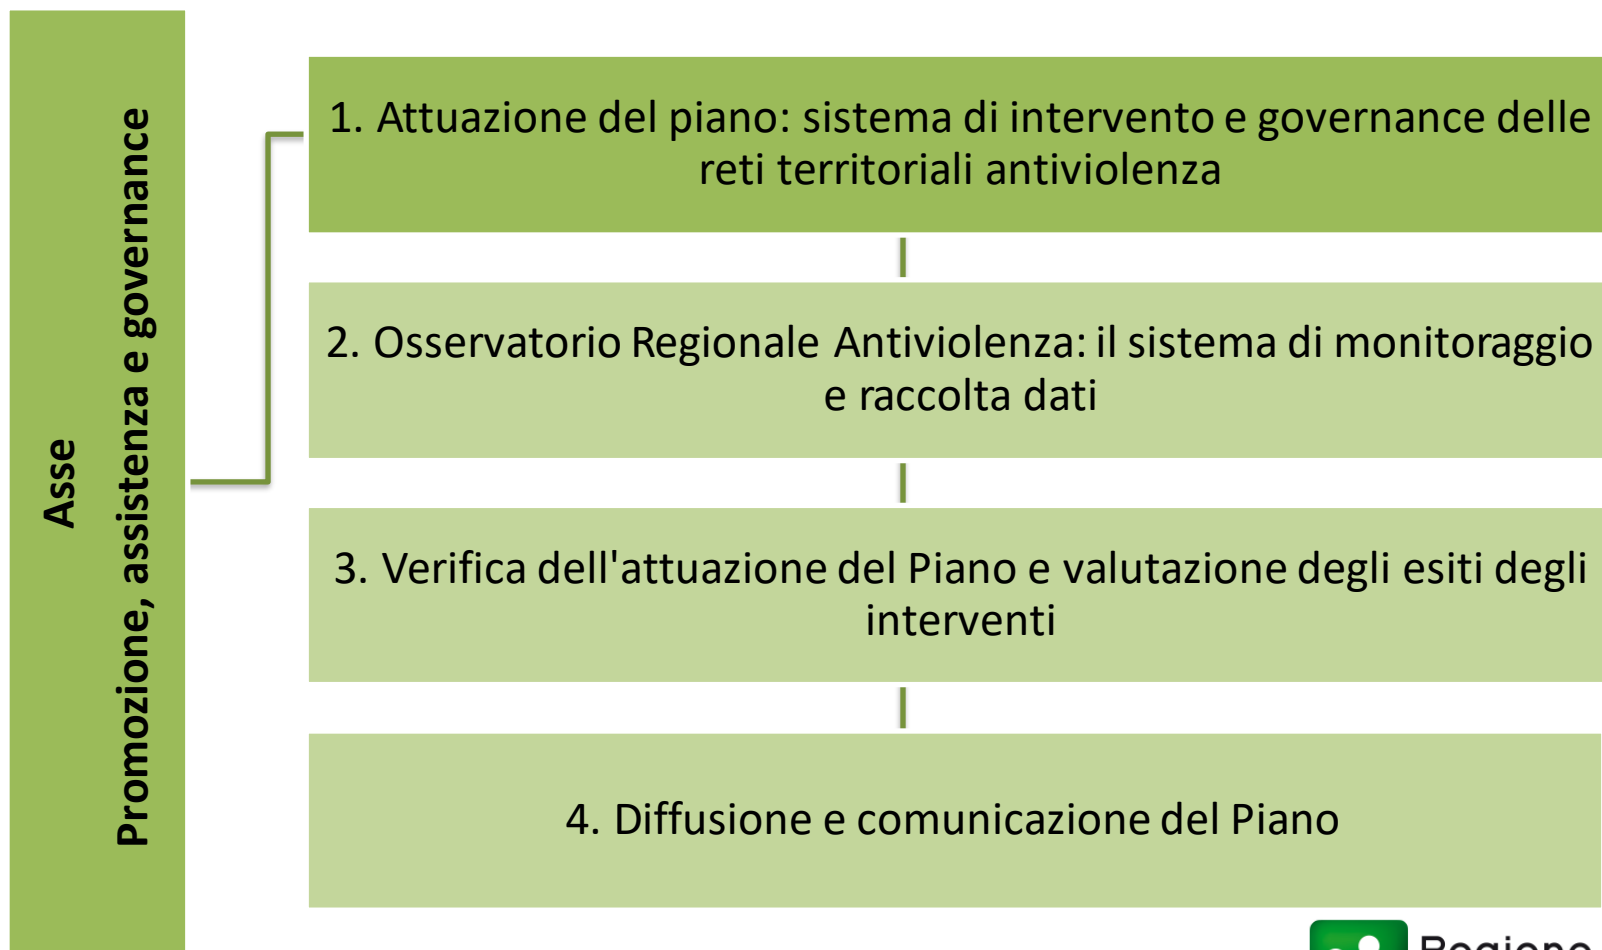 Asse
Promozione, assistenza e governance
1. Attuazione del piano: sistema di intervento e governance delle
reti territoriali antiviolenza
2. Osservatorio Regionale Antiviolenza: il sistema di monitoraggio
e raccolta dati
3. Verifica dell'attuazione del Piano e valutazione degli esiti degli
interventi
4. Diffusione e comunicazione del Piano
Regione